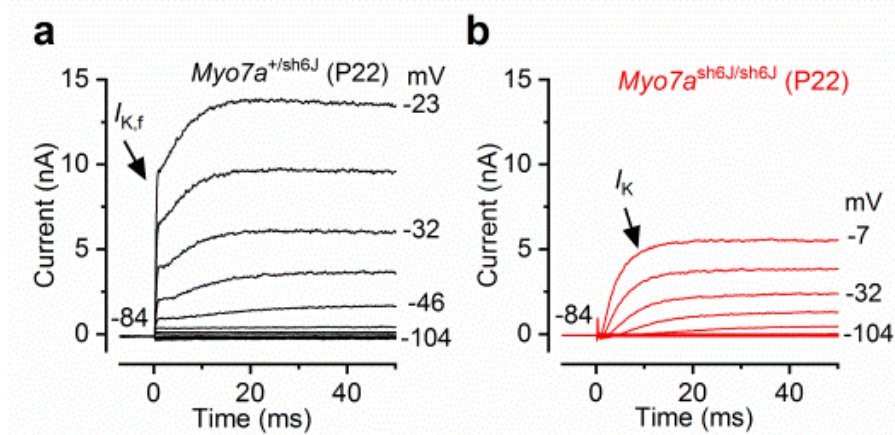 a
Myo7a+/sh6J (P22)
mV
15
10
5
0
Current (nA)
IK,f
-23
-32
-46
-84
-104
0
20
40
Time (ms)
b
Myo7ash6J/sh6J (P22)
mV
15
10
5
0
Current (nA)
IK
-7
-32
-84
-104
0
20
40
Time (ms)